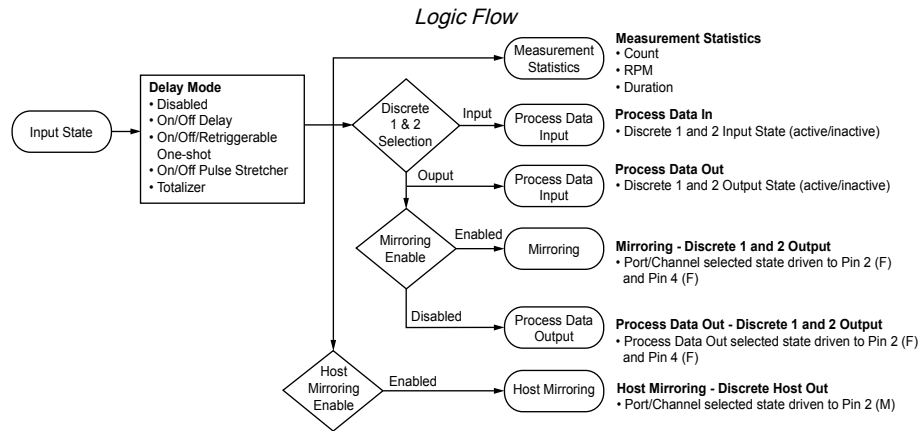 Logic Flow
Input State
Delay Mode
• Disabled
• On/Off Delay
• On/Off/Retriggerable
One-shot
• On/Off Pulse Stretcher
• Totalizer
Measurement
Statistics
Measurement Statistics
• Count
• RPM
• Duration
Discrete
1 & 2
Selection
Input
Process Data
Input
Process Data In
• Discrete 1 and 2 Input State (active/inactive)
Ouput
Process Data
Input
Process Data Out
• Discrete 1 and 2 Output State (active/inactive)
Mirroring
Enable
Enabled
Mirroring
Mirroring - Discrete 1 and 2 Output
• Port/Channel selected state driven to Pin 2 (F)
and Pin 4 (F)
Disabled
Process Data
Output
Process Data Out - Discrete 1 and 2 Output
• Process Data Out selected state driven to Pin 2 (F)
and Pin 4 (F)
Host
Mirroring
Enable
Enabled
Host Mirroring
Host Mirroring - Discrete Host Out
• Port/Channel selected state driven to Pin 2 (M)